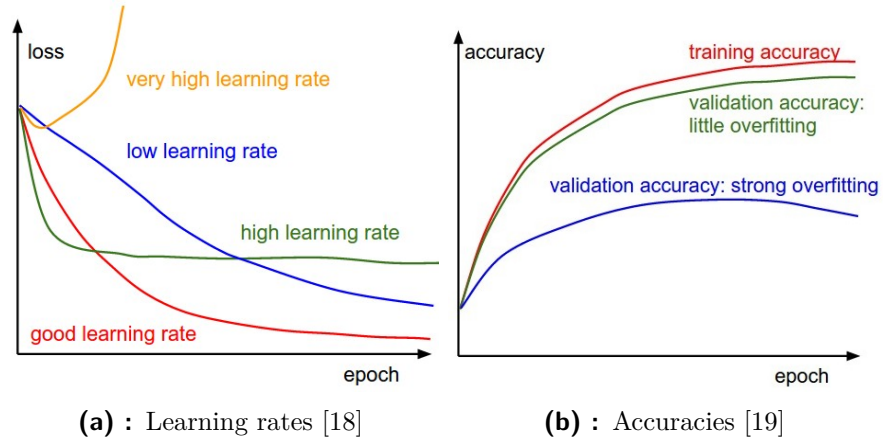 loss
very high learning rate
low learning rate
high learning rate
good learning rate
epoch
(a) : Learning rates [18]
accuracy
training accuracy
validation accuracy:
little overfitting
validation accuracy: strong overfitting
epoch
(b) : Accuracies [19]